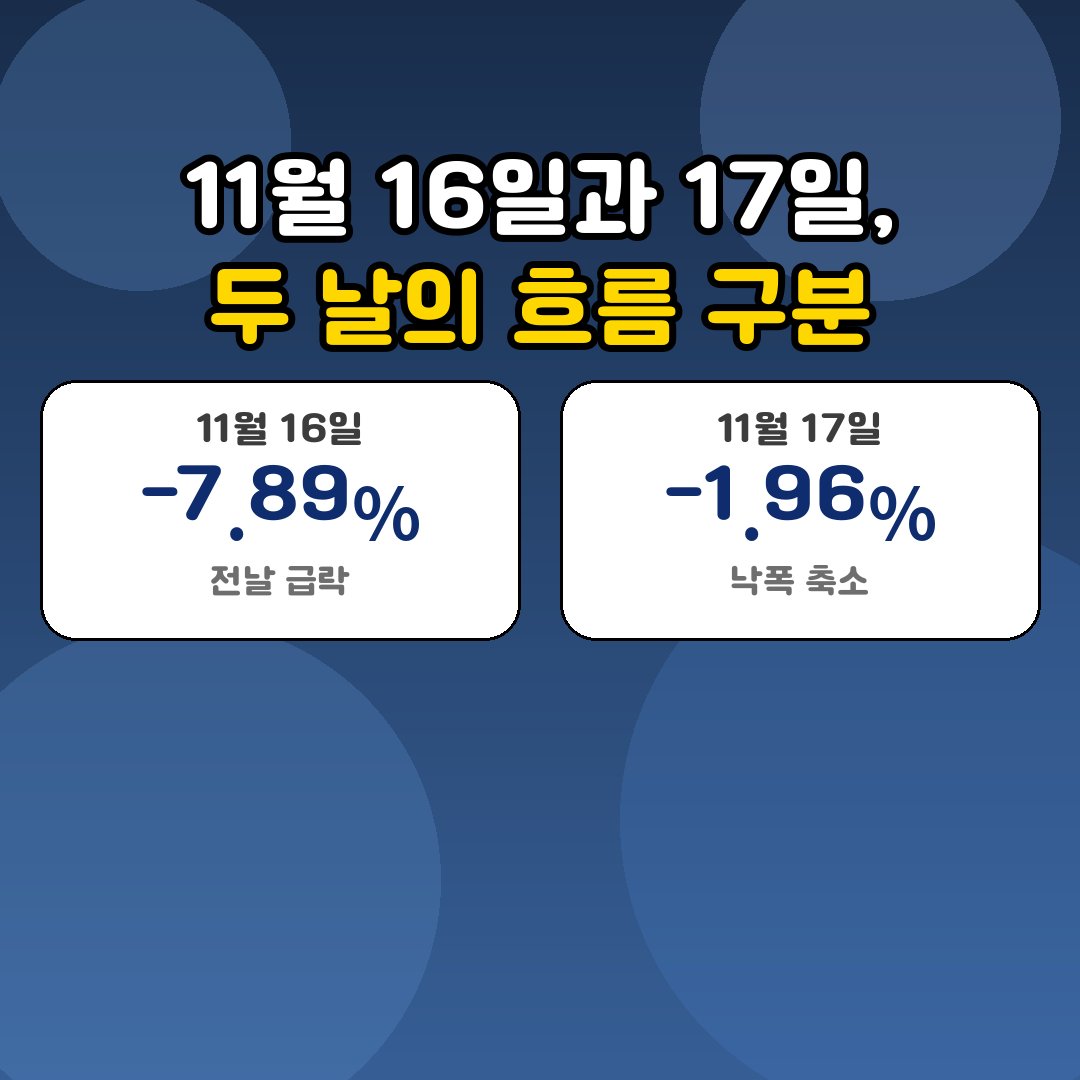 11월 16일과 17일,
두 날의 흐름 구분
11월 16일
-7.89%
전날 급락
11월 17일
-1.96%
낙폭 축소